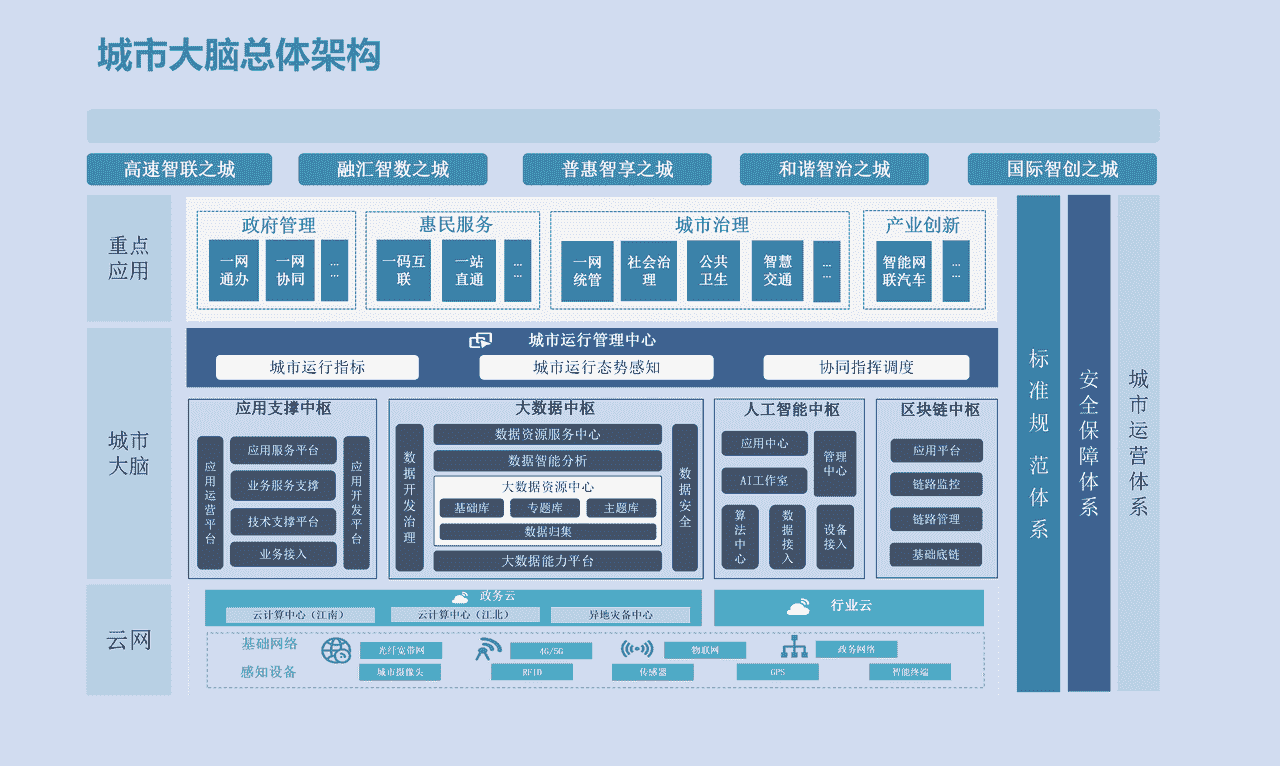 城市大脑总体架构
高速智联之城
融汇智数之城
普惠智享之城
和谐智治之城
国际智创之城
重点
应用
政府管理
一网
通办
一网
协同
...
...
惠民服务
一码互
联
一站
直通
...
...
城市治理
一网
统管
社会治
理
公共
卫生
智慧
交通
...
...
产业创新
智能网
联汽车
...
...
城市
大脑
城市运行管理中心
城市运行指标
城市运行态势感知
协同指挥调度
应用支撑中枢
应用运营平台
应用服务平台
业务服务支撑
技术支撑平台
业务接入
应用开发平台
大数据中枢
数据开发治理
数据资源服务中心
数据智能分析
大数据资源中心
基础库
专题库
主题库
数据归集
大数据能力平台
数据安全
人工智能中枢
应用中心
AI工作室
管理
中心
算法中心
数据接入
设备
接入
区块链中枢
应用平台
链路监控
链路管理
基础底链
云网
政务云
云计算中心（江南）
云计算中心（江北）
异地灾备中心
行业云
基础网络
光纤宽带网
4G/5G
物联网
政务网络
感知设备
城市摄像头
RFID
传感器
GPS
智能终端
标准规范体系
安全保障体系
城市运营体系